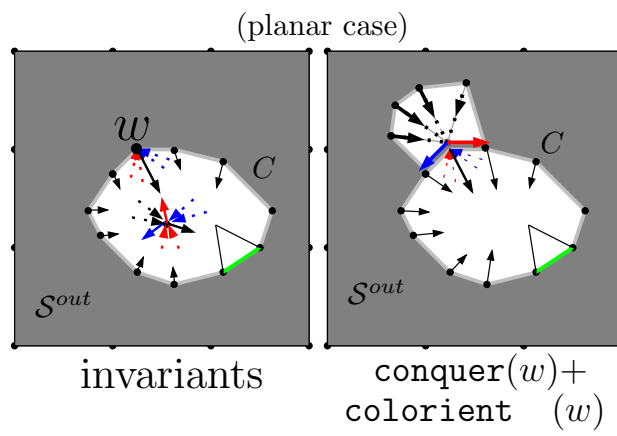 (planar case)
w
C
S^{out}
invariants
C
S^{out}
conquer(w)+
colorient (w)